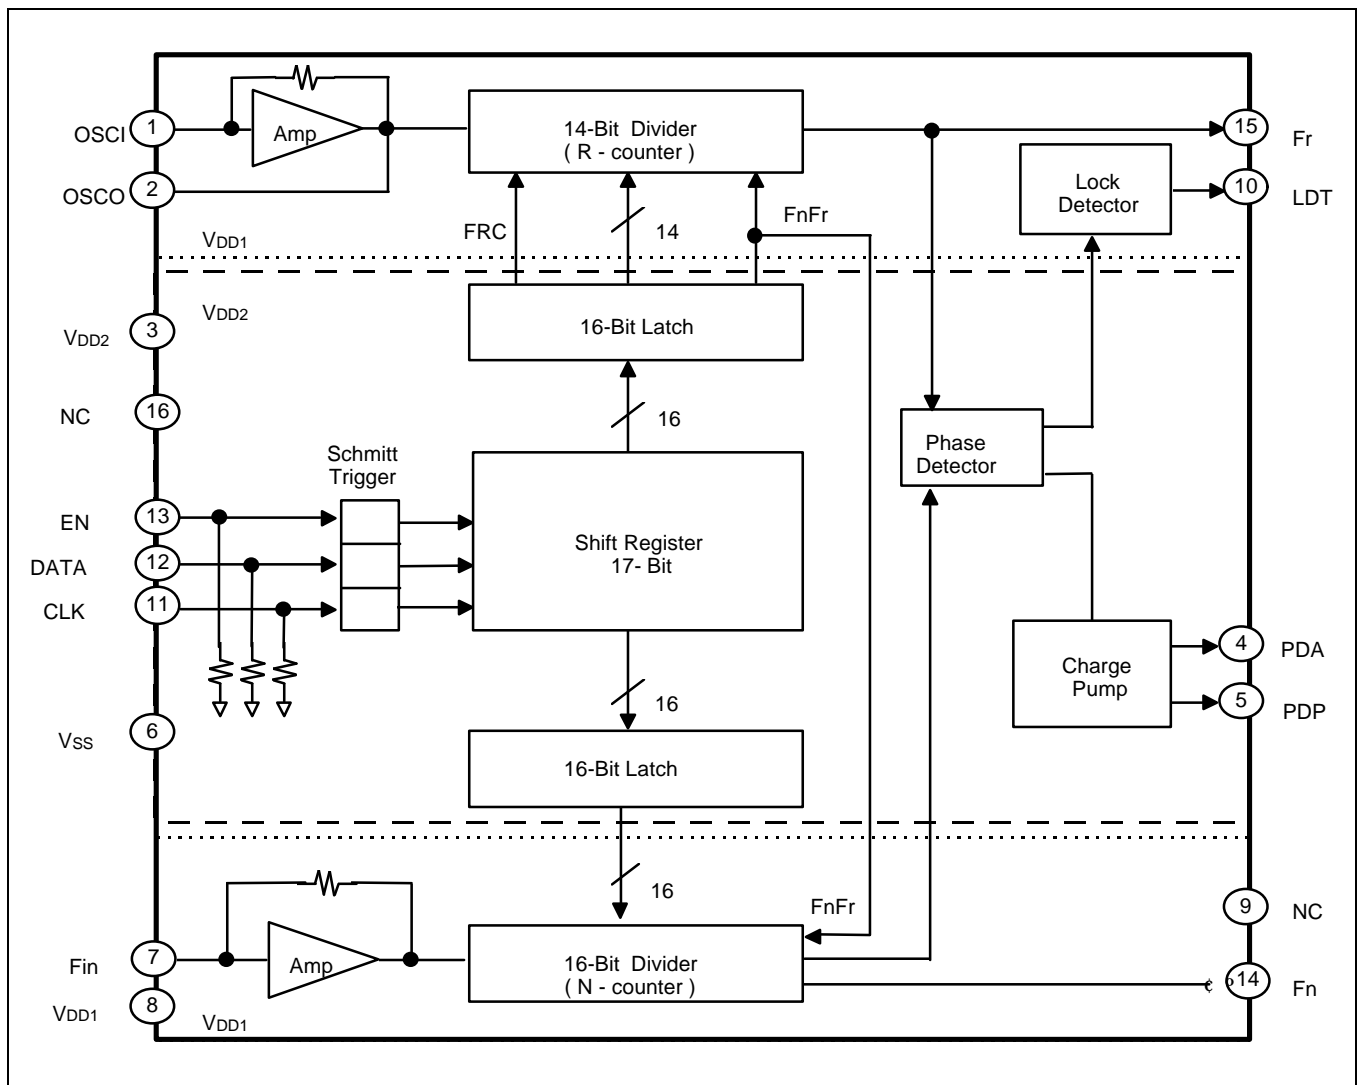 OSCI 1
Amp
14-Bit Divider
( R - counter )
15 Fr
OSCO 2
Lock
Detector
10 LDT
VDD1
FRC
14
FnFr
VDD2
VDD2 3
16-Bit Latch
NC 16
16
Schmitt
Trigger
Phase
Detector
EN 13
DATA 12
CLK 11
Shift Register
17- Bit
4 PDA
Charge
Pump
5 PDP
16
VSS 6
16-Bit Latch
16
FnFr
9 NC
Fin 7
Amp
16-Bit Divider
( N - counter )
14 Fn
VDD1 8
VDD1